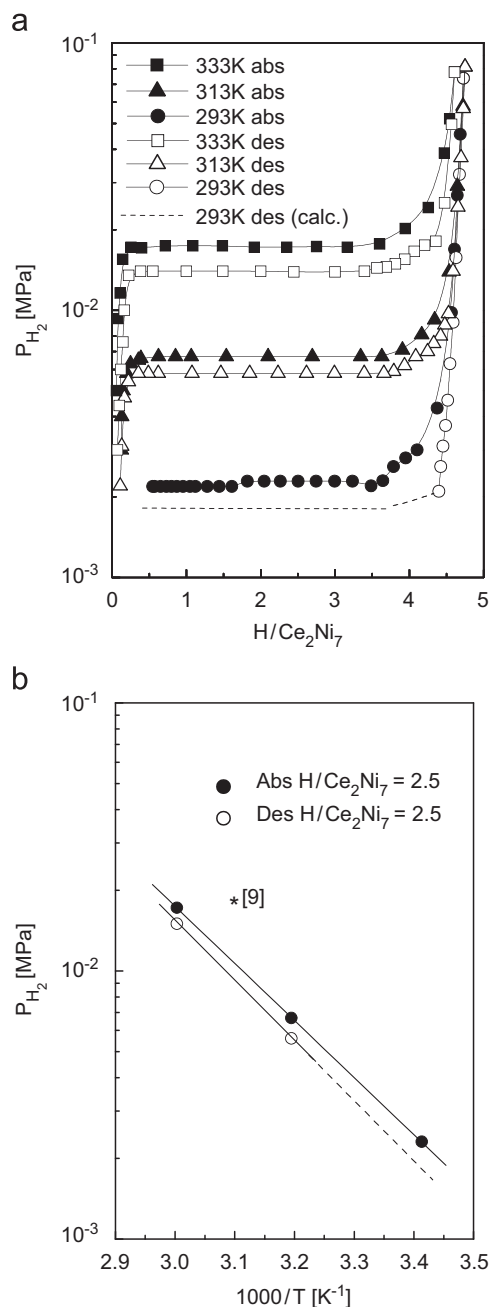 a
10⁻¹
333K abs
313K abs
293K abs
333K des
313K des
293K des
293K des (calc.)
P_H₂ [MPa]
10⁻²
10⁻³
0 1 2 3 4 5
H/Ce₂Ni₇
b
10⁻¹
Abs H/Ce₂Ni₇ = 2.5
Des H/Ce₂Ni₇ = 2.5
*[9]
P_H₂ [MPa]
10⁻²
10⁻³
2.9 3.0 3.1 3.2 3.3 3.4 3.5
1000/T [K⁻¹]